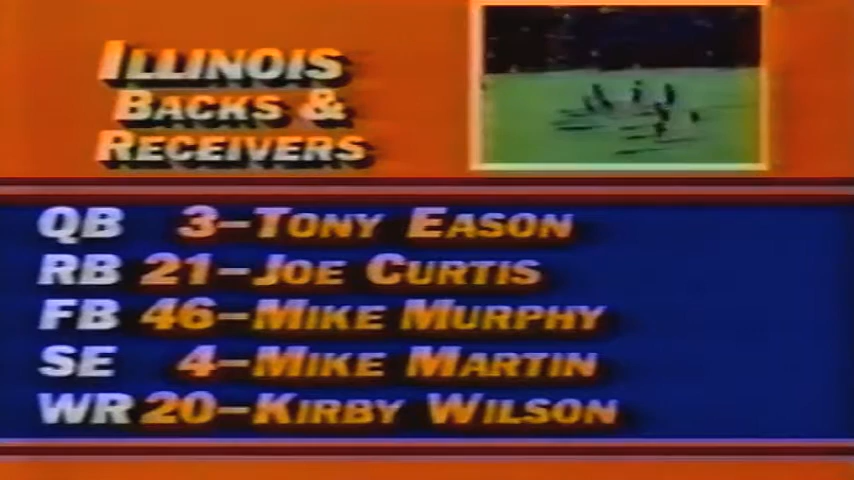 ILLINOIS
BACKS &
RECEIVERS
QB 3-TONY EASON
RB 21-JOE CURTIS
FB 46-MIKE MURPHY
SE 4-MIKE MARTIN
WR 20-KIRBY WILSON